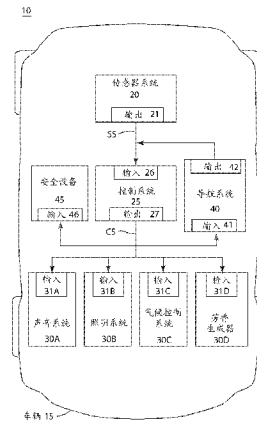 10
传感器系统
20
输出 21
SS
输入 26
控制系统
25
输出 27
CS
安全设备
45
输入 46
输出 42
导航系统
40
输入 41
输入
31A
声音系统
30A
输入
31B
照明系统
30B
输入
31C
气候控制
系统
30C
输入
31D
芳香
生成器
30D
车辆 15